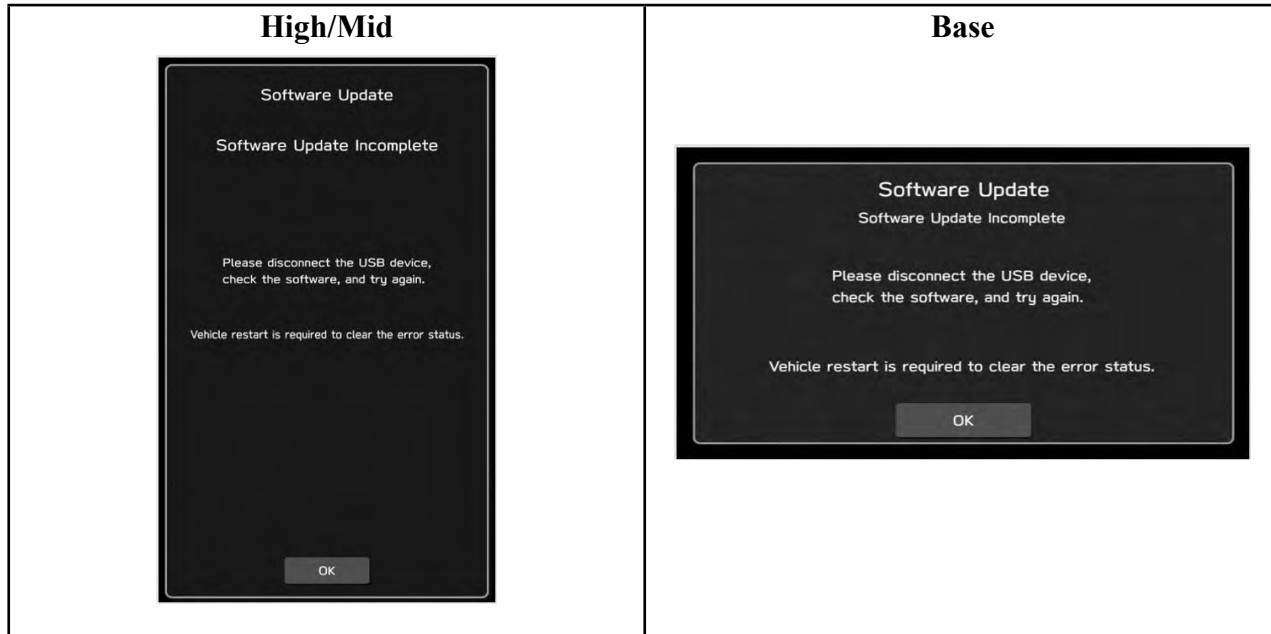 High/Mid
Software Update
Software Update Incomplete
Please disconnect the USB device,
check the software, and try again.
Vehicle restart is required to clear the error status.
OK
Base
Software Update
Software Update Incomplete
Please disconnect the USB device,
check the software, and try again.
Vehicle restart is required to clear the error status.
OK